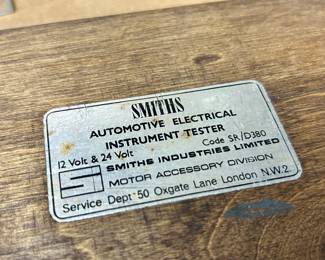 SMITHS
AUTOMOTIVE ELECTRICAL
INSTRUMENT TESTER
12 Volt & 24 Volt Code SR/D380
SMITHS INDUSTRIES LIMITED
MOTOR ACCESSORY DIVISION
Service Dept 50 Oxgate Lane London N.W.2.